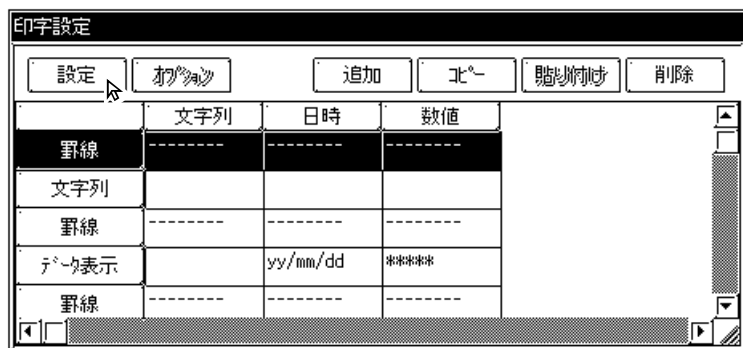 印字設定
設定 ｵﾌﾟｼｮﾝ 追加 ｺﾋﾟｰ 貼り付け 削除
文字列 日時 数値
罫線 -------- -------- --------
文字列
罫線 -------- -------- --------
ﾃﾞｰﾀ表示 yy/mm/dd *****
罫線 -------- -------- --------